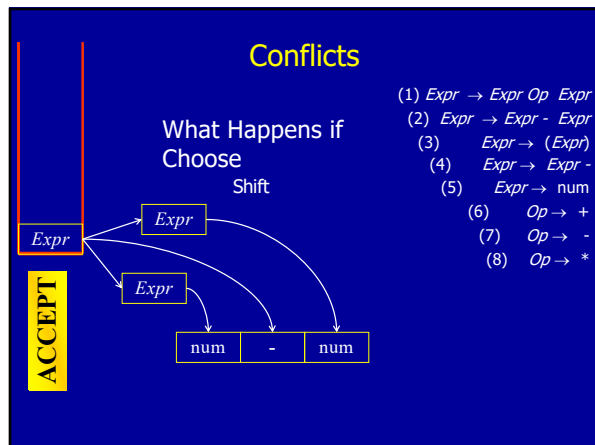 Conflicts
(1) Expr → Expr Op Expr
(2) Expr → Expr - Expr
(3) Expr → (Expr)
(4) Expr → Expr -
(5) Expr → num
(6) Op → +
(7) Op → -
(8) Op → *
What Happens if
Choose
Shift
Expr
Expr
Expr
ACCEPT
num - num